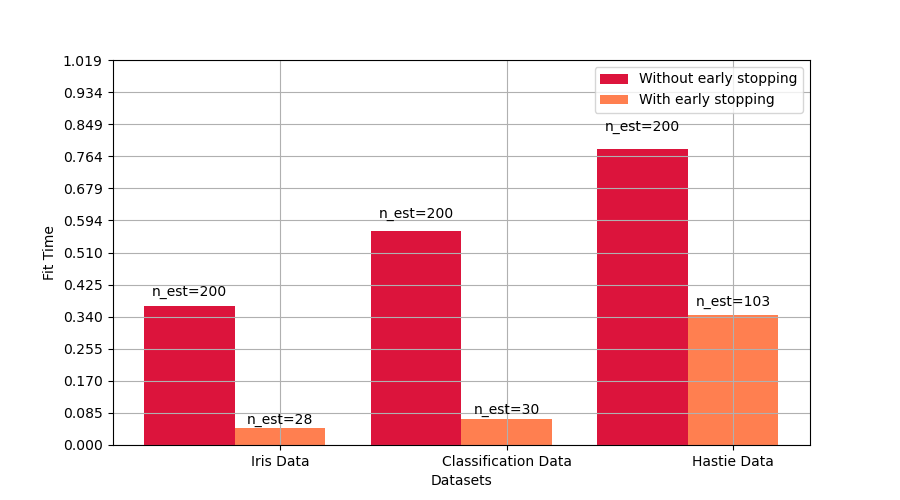 1.019
0.934
0.849
0.764
0.679
0.594
0.510
0.425
0.340
0.255
0.170
0.085
0.000
Fit Time
Without early stopping
With early stopping
n_est=200
n_est=200
n_est=200
n_est=103
n_est=28
n_est=30
Iris Data
Classification Data
Hastie Data
Datasets